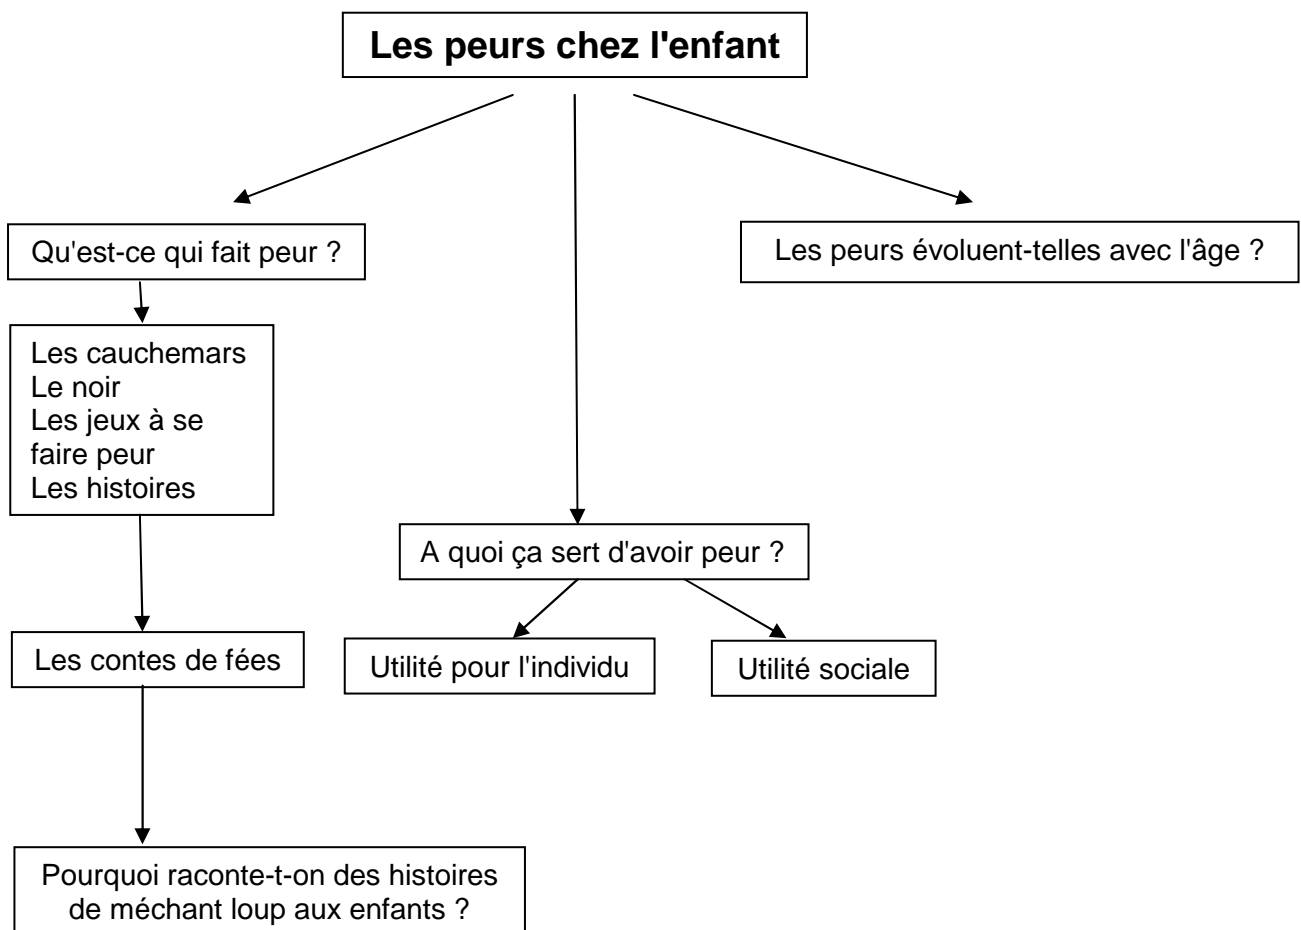 Les peurs chez l'enfant
Qu'est-ce qui fait peur ?
Les peurs évoluent-telles avec l'âge ?
Les cauchemars
Le noir
Les jeux à se
faire peur
Les histoires
A quoi ça sert d'avoir peur ?
Les contes de fées
Utilité pour l'individu
Utilité sociale
Pourquoi raconte-t-on des histoires
de méchant loup aux enfants ?